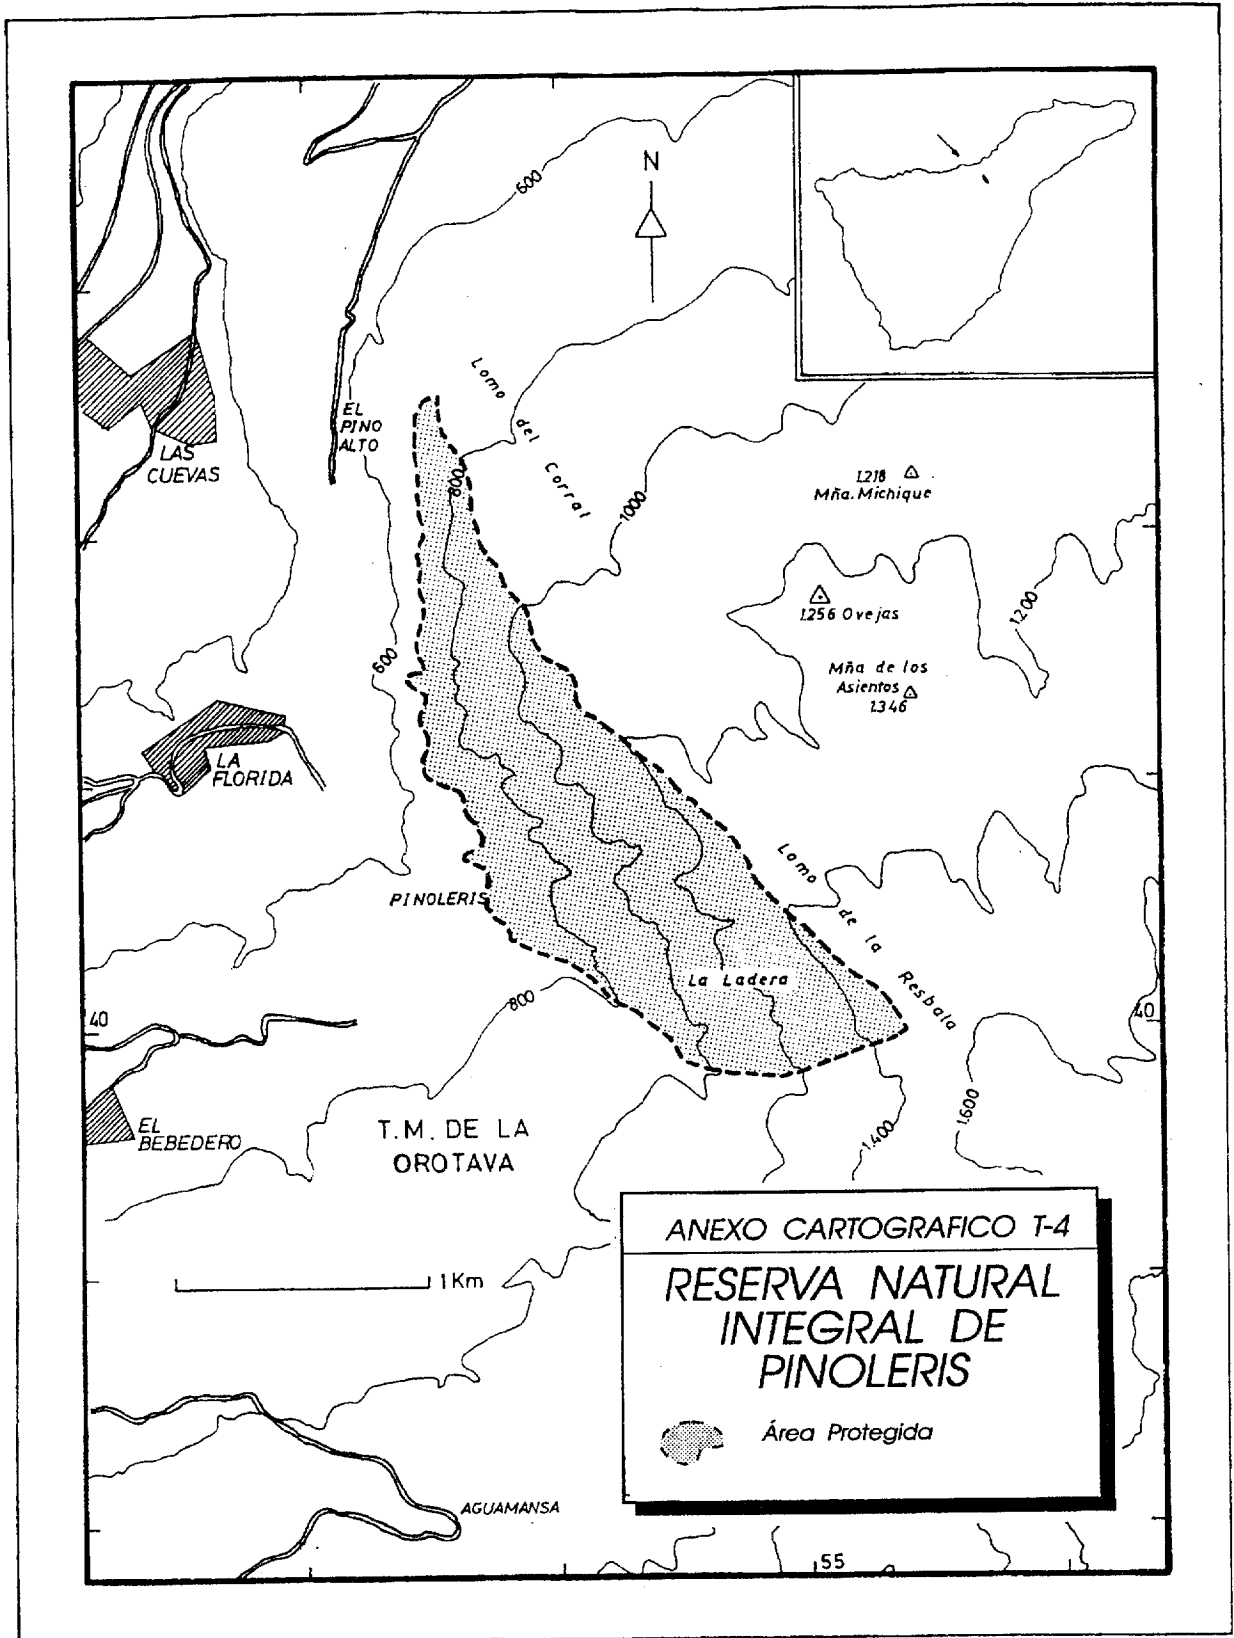 N
600
EL
PINO
ALTO
LAS
CUEVAS
Lomo del Corral
800
1000
1.218
Mña. Michique
1.256 Ovejas
1.200
Mña de los
Asientos
1.346
600
LA
FLORIDA
Lomo de la Resbala
PINOLERIS
La Ladera
800
40
40
EL
BEBEDERO
T.M. DE LA
OROTAVA
1.400
1.600
1 Km
ANEXO CARTOGRAFICO T-4
RESERVA NATURAL
INTEGRAL DE
PINOLERIS
Área Protegida
AGUAMANSA
55